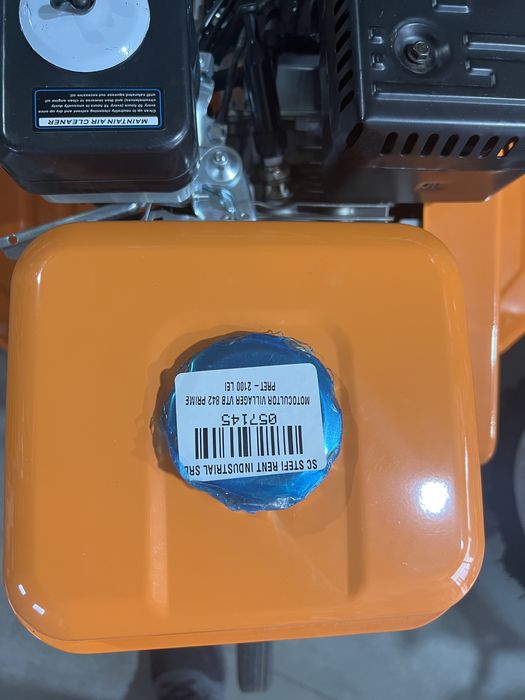 SC STEFI RENT INDUSTRIAL SRL
057145
MOTOCULTOR VILLAGER VTB 842 PRIME
PRET - 2100 LEI
MAINTAIN AIR CLEANER